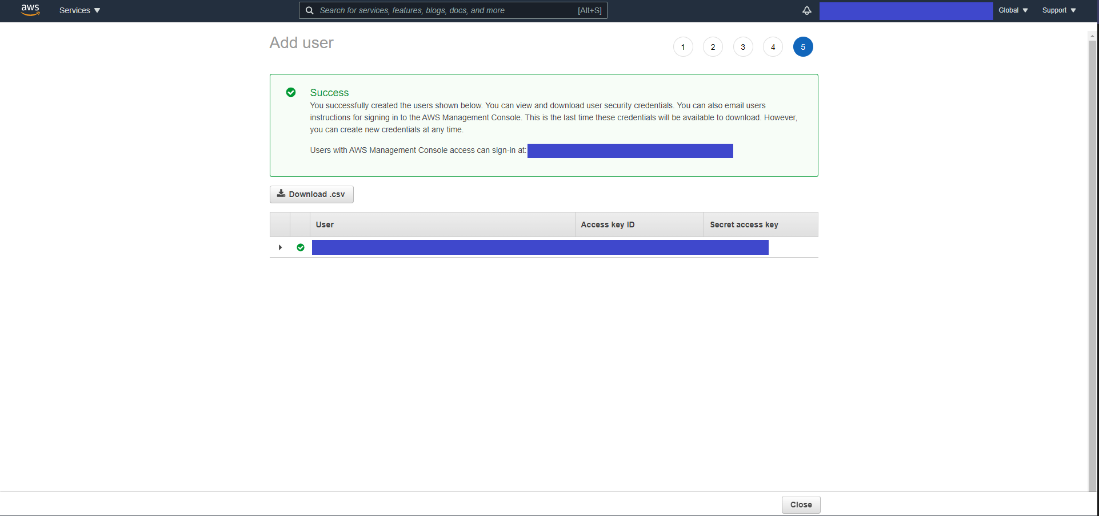 aws
Services
Search for services, features, blogs, docs, and more [Alt+S]
Global
Support
Add user
1 2 3 4 5
Success
You successfully created the users shown below. You can view and download user security credentials. You can also email users
instructions for signing in to the AWS Management Console. This is the last time these credentials will be available to download. However,
you can create new credentials at any time.
Users with AWS Management Console access can sign-in at:
Download .csv
User Access key ID Secret access key
Close